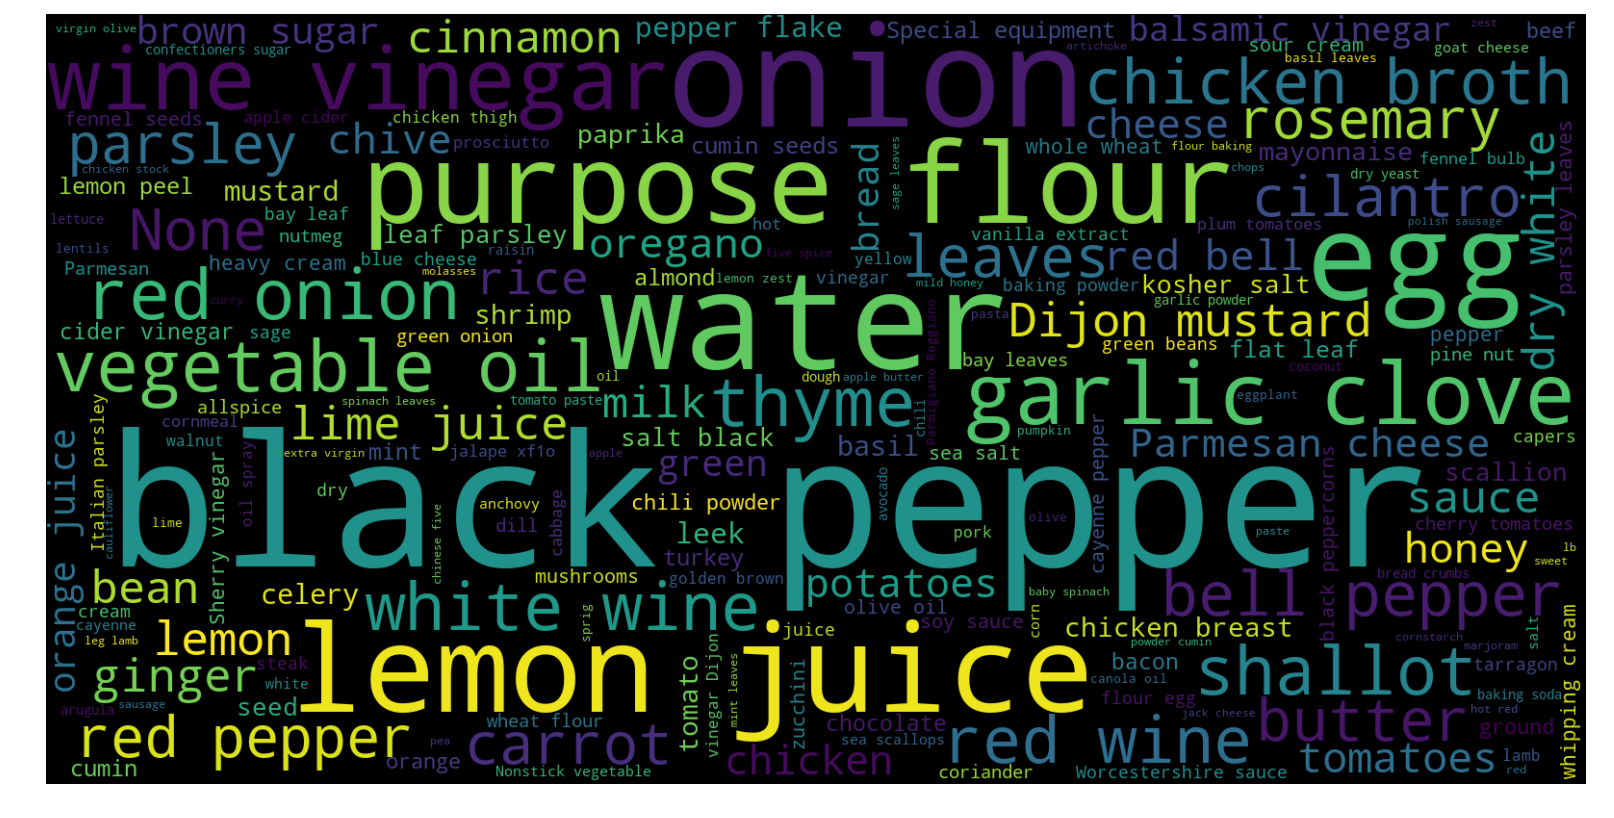 virgin olive
brown sugar
cinnamon
pepper flake
Special equipment
balsamic vinegar
zest
beef
confectioners sugar
artichoke
sour cream
goat cheese
basil leaves
wine vinegar
onion
chicken broth
fennel seeds
apple cider
chicken thigh
cheese
rosemary
parsley
chive
prosciutto
paprika
cumin seeds
bread
sage leaves
whole wheat
flour baking
mayonnaise
fennel bulb
dry White
parsley leaves
chicken stock
lemon peel
mustard
purpose flour
chops
dry yeast
cilantro
lettuce
None
bay leaf
nutmeg
leaf parsley
oregano
hot
vanilla extract
plum tomatoes
polish sausage
egg
lentils
Parmesan
heavy cream
blue cheese
raisin
five spice
yellow
leaves
red bell
molasses
rice
almond
lemon zest
vinegar
mild honey
baking powder
kosher salt
red onion
curry
shrimp
water
garlic powder
Parmigiano Reggiano
pasta
Dijon mustard
cider vinegar
sage
green onion
green beans
flat leaf
pepper
pine nut
vegetable oil
oil
dough
apple butter
bay leaves
coconut
garlic clove
spinach leaves
tomato paste
milk
thyme
chili
eggplant
Italian parsley
allspice
cornmeal
lime juice
walnut
salt black
basil
sea salt
pumpkin
cayenne pepper
Parmesan cheese
capers
orange juice
extra virgin
mint
jalape xf1o
apple
green
avocado
black peppercorns
scallion
cauliflower
Sherry vinegar
oil spray
black pepper
dry
anchovy
chili powder
sauce
lime
chinese five
dill
cabbage
leek
pork
olive
paste
cherry tomatoes
turkey
honey
lb
sweet
bean
celery
mushrooms
golden brown
potatoes
baby spinach
bell pepper
bread crumbs
cream
cayenne
white wine
sprig
olive oil
soy sauce
corn
chicken breast
whipping cream
leg lamb
lemon
lemon juice
juice
powder cumin
cornstarch
marjoram
salt
ginger
steak
white
tomato
vinegar Dijon
mint leaves
zucchini
bacon
canola oil
shallot
tarragon
arugula
sausage
seed
wheat flour
chocolate
flour egg
jack cheese
baking soda
hot red
red pepper
pea
carrot
sea scallops
red wine
butter
ground
cumin
orange
Nonstick vegetable
chicken
coriander
Worcestershire sauce
tomatoes
lamb
red